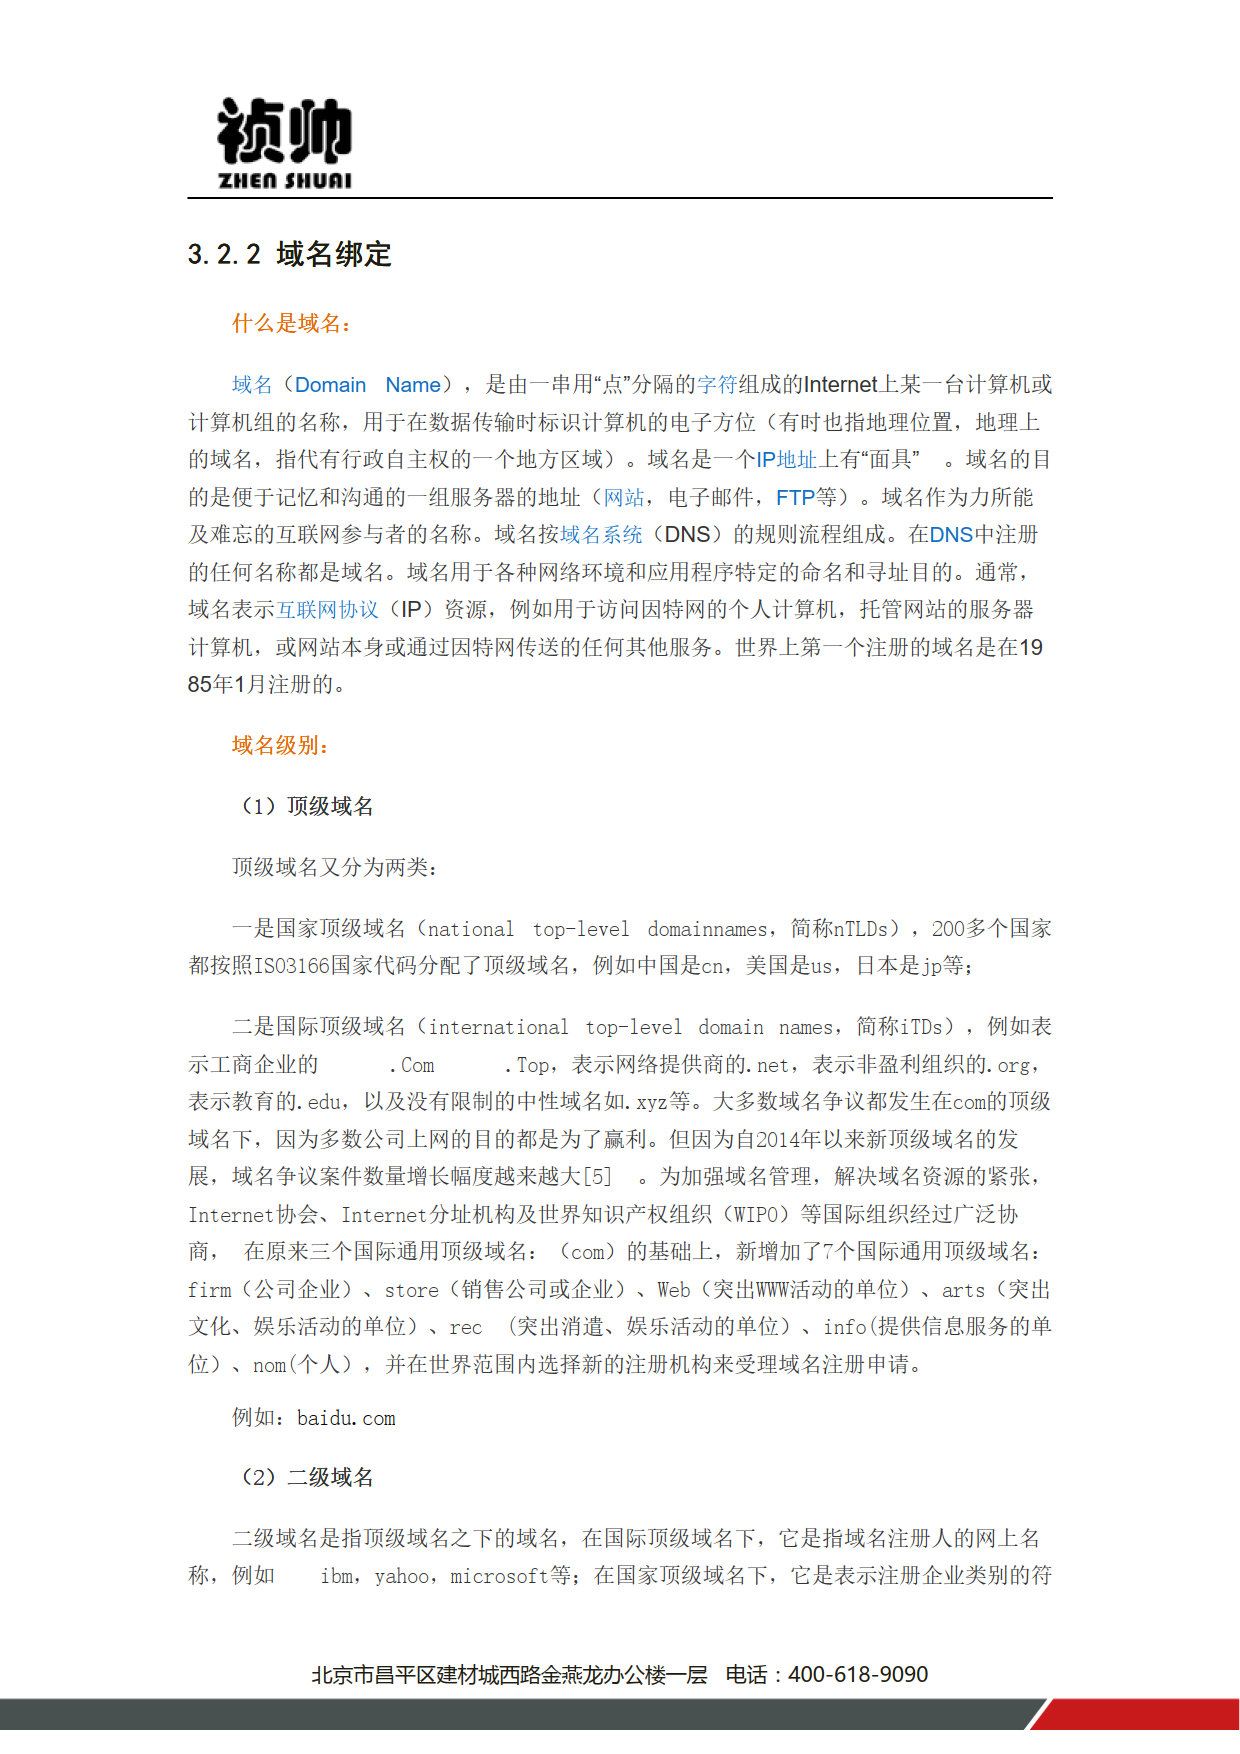 祯帅
ZHEN SHUAI
3.2.2 域名绑定
什么是域名：
域名（Domain Name），是由一串用“点”分隔的字符组成的Internet上某一台计算机或
计算机组的名称，用于在数据传输时标识计算机的电子方位（有时也指地理位置，地理上
的域名，指代有行政自主权的一个地方区域）。域名是一个IP地址上有“面具” 。域名的目
的是便于记忆和沟通的一组服务器的地址（网站，电子邮件，FTP等）。域名作为力所能
及难忘的互联网参与者的名称。域名按域名系统（DNS）的规则流程组成。在DNS中注册
的任何名称都是域名。域名用于各种网络环境和应用程序特定的命名和寻址目的。通常，
域名表示互联网协议（IP）资源，例如用于访问因特网的个人计算机，托管网站的服务器
计算机，或网站本身或通过因特网传送的任何其他服务。世界上第一个注册的域名是在19
85年1月注册的。
域名级别：
（1）顶级域名
顶级域名又分为两类：
一是国家顶级域名（national top-level domainnames，简称nTLDs），200多个国家
都按照ISO3166国家代码分配了顶级域名，例如中国是cn，美国是us，日本是jp等；
二是国际顶级域名（international top-level domain names，简称iTDs），例如表
示工商企业的 .Com .Top，表示网络提供商的.net，表示非盈利组织的.org，
表示教育的.edu，以及没有限制的中性域名如.xyz等。大多数域名争议都发生在com的顶级
域名下，因为多数公司上网的目的都是为了赢利。但因为自2014年以来新顶级域名的发
展，域名争议案件数量增长幅度越来越大[5] 。为加强域名管理，解决域名资源的紧张，
Internet协会、Internet分址机构及世界知识产权组织（WIPO）等国际组织经过广泛协
商， 在原来三个国际通用顶级域名：（com）的基础上，新增加了7个国际通用顶级域名：
firm（公司企业）、store（销售公司或企业）、Web（突出WWW活动的单位）、arts（突出
文化、娱乐活动的单位）、rec (突出消遣、娱乐活动的单位）、info(提供信息服务的单
位）、nom(个人），并在世界范围内选择新的注册机构来受理域名注册申请。
例如：baidu.com
（2）二级域名
二级域名是指顶级域名之下的域名，在国际顶级域名下，它是指域名注册人的网上名
称，例如 ibm，yahoo，microsoft等；在国家顶级域名下，它是表示注册企业类别的符
北京市昌平区建材城西路金燕龙办公楼一层 电话：400-618-9090